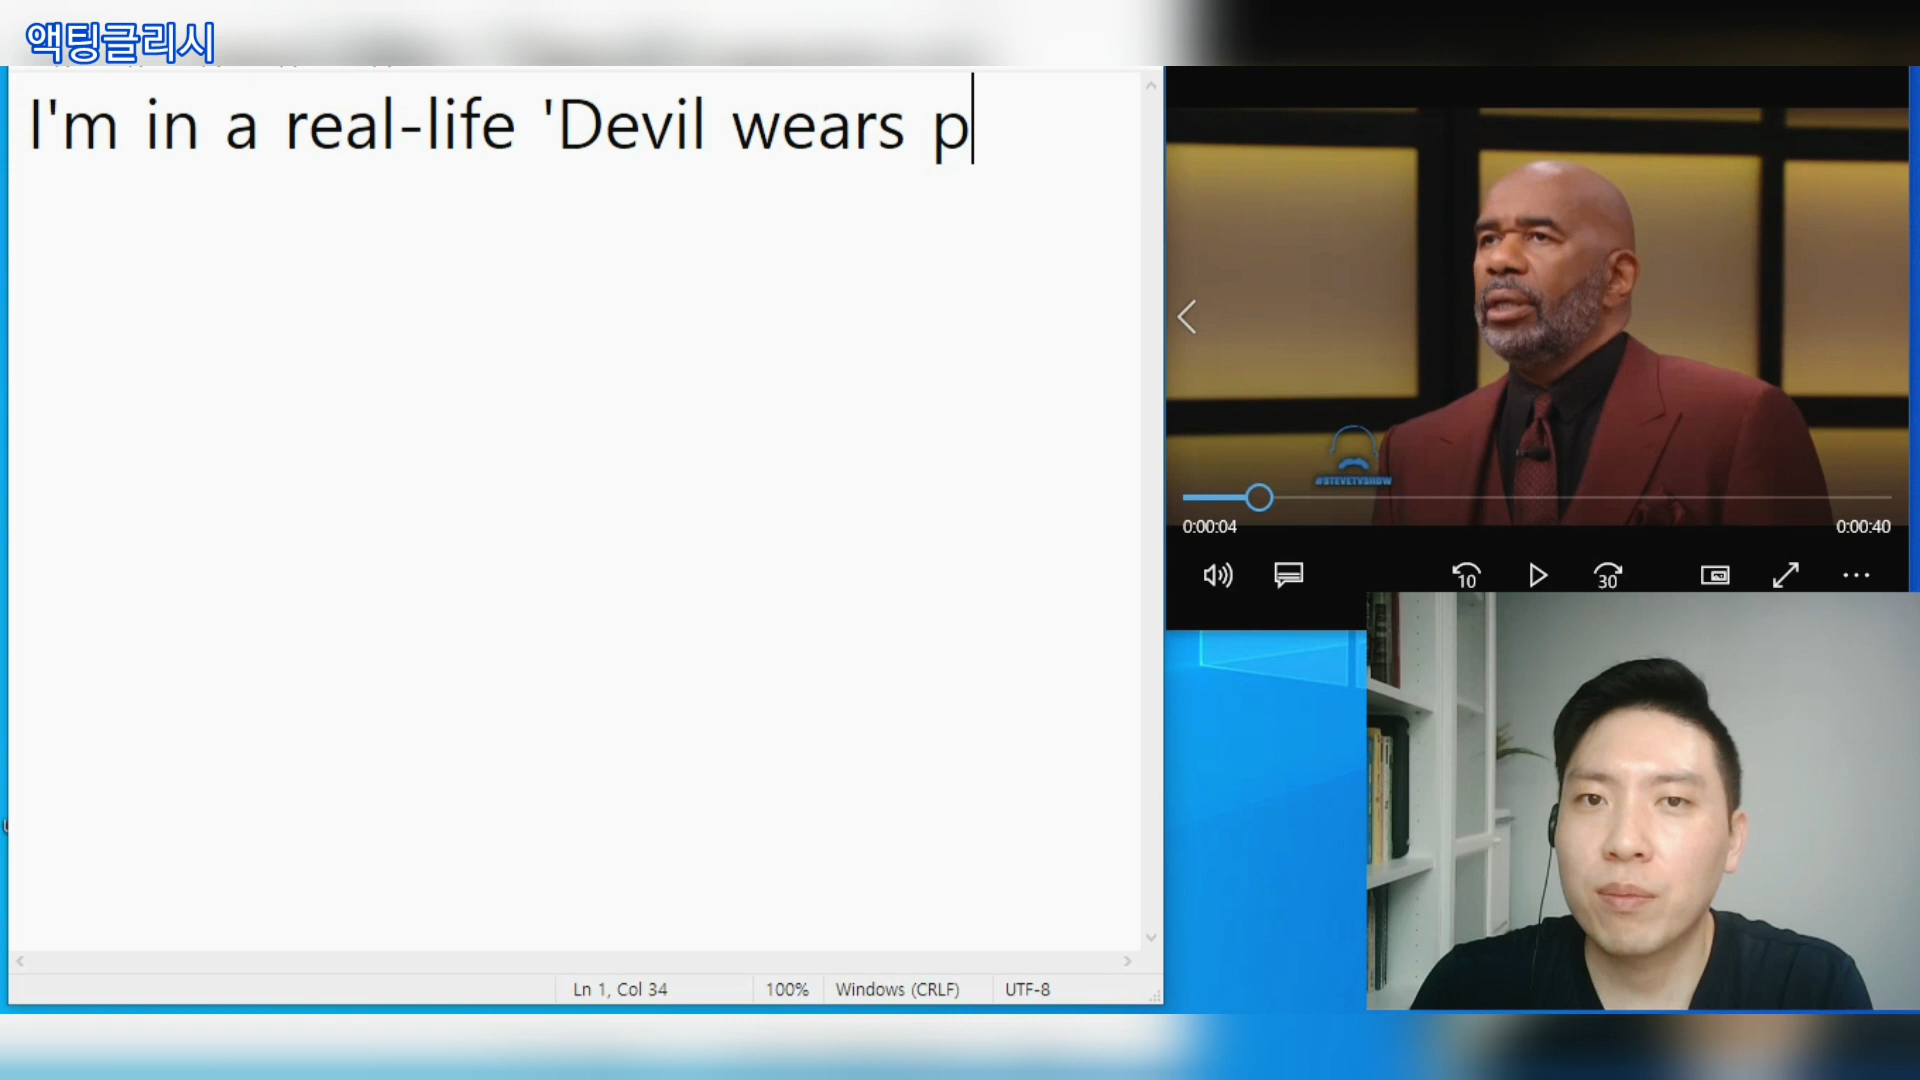 액팅글리시
I'm in a real-life 'Devil wears p
#STEVETVSHOW
0:00:04
0:00:40
10
30
Ln 1, Col 34
100%
Windows (CRLF)
UTF-8